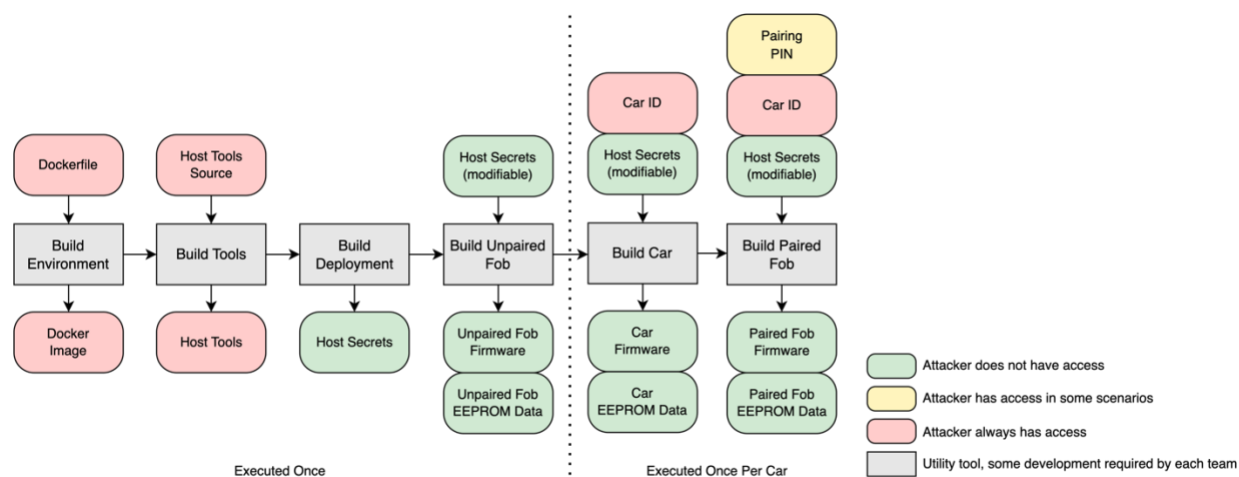 Pairing
PIN
Car ID
Car ID
Dockerfile
Host Tools
Source
Host Secrets
(modifiable)
Host Secrets
(modifiable)
Host Secrets
(modifiable)
Build
Environment
Build Tools
Build
Deployment
Build Unpaired
Fob
Build Car
Build Paired
Fob
Docker
Image
Host Tools
Host Secrets
Unpaired Fob
Firmware
Car
Firmware
Paired Fob
Firmware
Unpaired Fob
EEPROM Data
Car
EEPROM Data
Paired Fob
EEPROM Data
Attacker does not have access
Attacker has access in some scenarios
Attacker always has access
Utility tool, some development required by each team
Executed Once
Executed Once Per Car